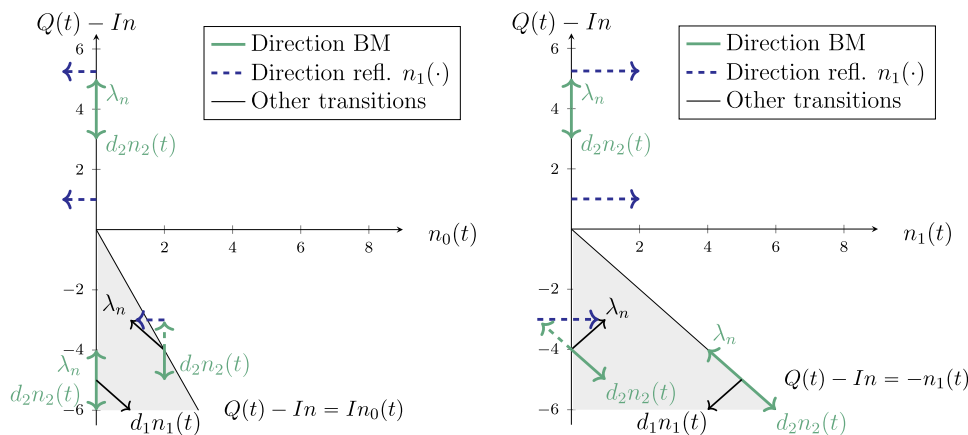 Q(t) − In
Direction BM
Direction refl. n₁(·)
Other transitions
6
4
2
−2
−4
−6
2
4
6
8
n₀(t)
λₙ
d₂n₂(t)
λₙ
d₂n₂(t)
λₙ
d₂n₂(t)
d₁n₁(t)
Q(t) − In = In₀(t)
Q(t) − In
Direction BM
Direction refl. n₁(·)
Other transitions
6
4
2
−2
−4
−6
2
4
6
8
n₁(t)
λₙ
d₂n₂(t)
λₙ
λₙ
d₂n₂(t)
Q(t) − In = −n₁(t)
d₁n₁(t)
d₂n₂(t)